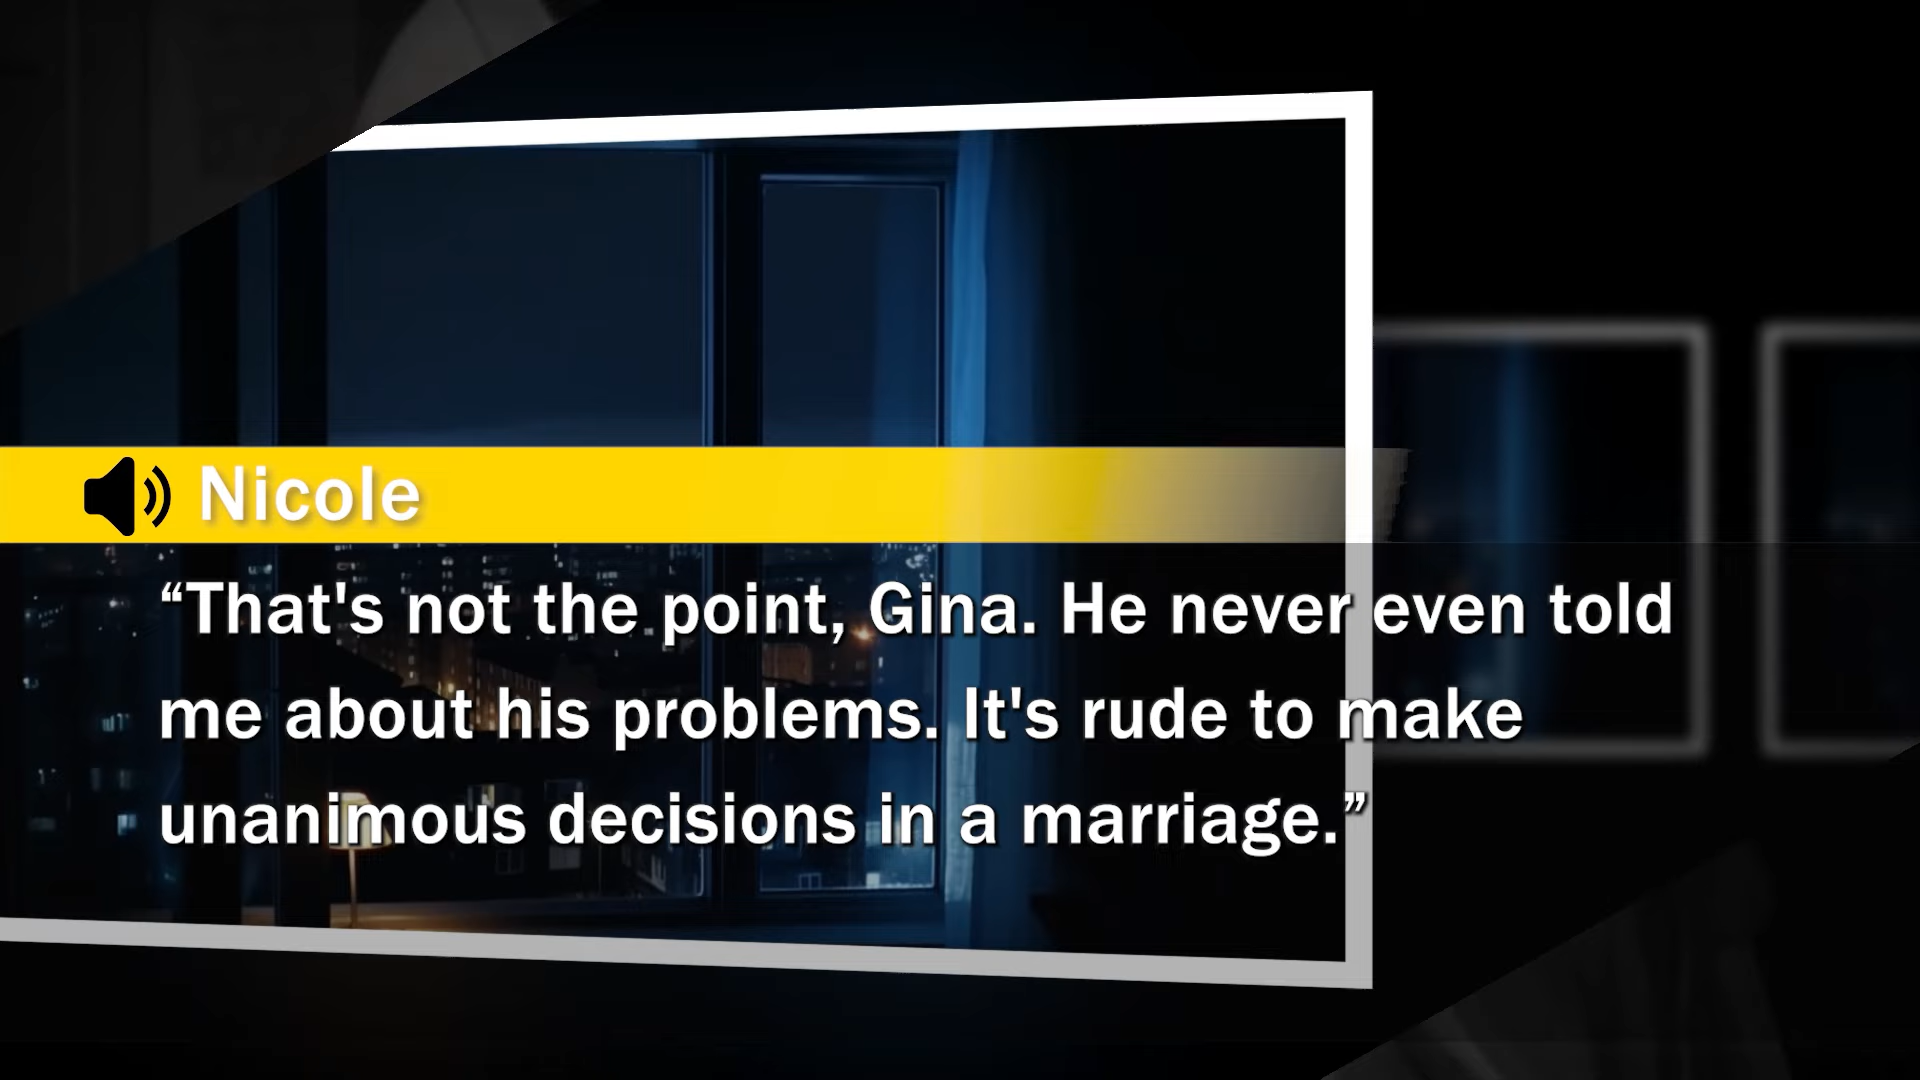 Nicole
“That's not the point, Gina. He never even told
me about his problems. It's rude to make
unanimous decisions in a marriage.”